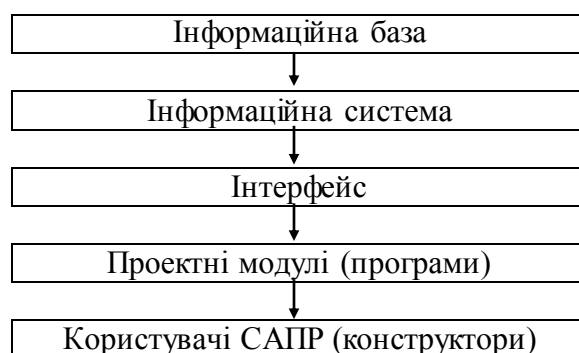 Інформаційна база
Інформаційна система
Інтерфейс
Проектні модулі (програми)
Користувачі САПР (конструктори)